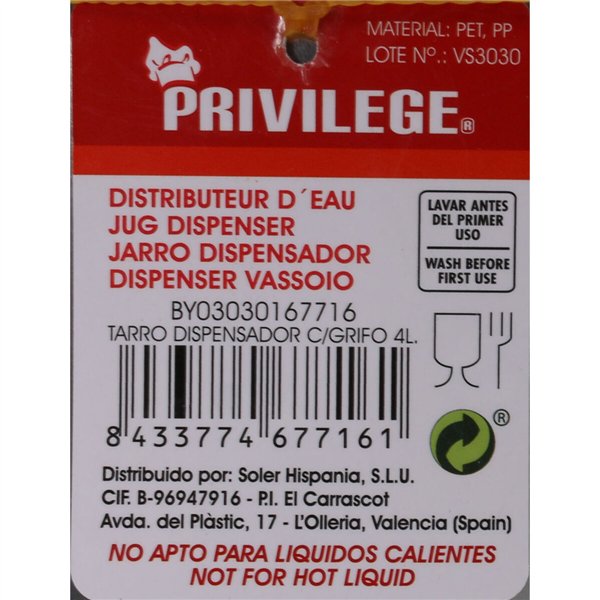 MATERIAL: PET, PP
LOTE Nº.: VS3030
PRIVILEGE®
DISTRIBUTEUR D´EAU
JUG DISPENSER
JARRO DISPENSADOR
DISPENSER VASSOIO
LAVAR ANTES
DEL PRIMER
USO
WASH BEFORE
FIRST USE
BY03030167716
TARRO DISPENSADOR C/GRIFO 4L.
8 433774 677161
®
Distribuido por: Soler Hispania, S.L.U.
CIF. B-96947916 - P.I. El Carrascot
Avda. del Plàstic, 17 - L'Olleria, Valencia (Spain)
NO APTO PARA LIQUIDOS CALIENTES
NOT FOR HOT LIQUID